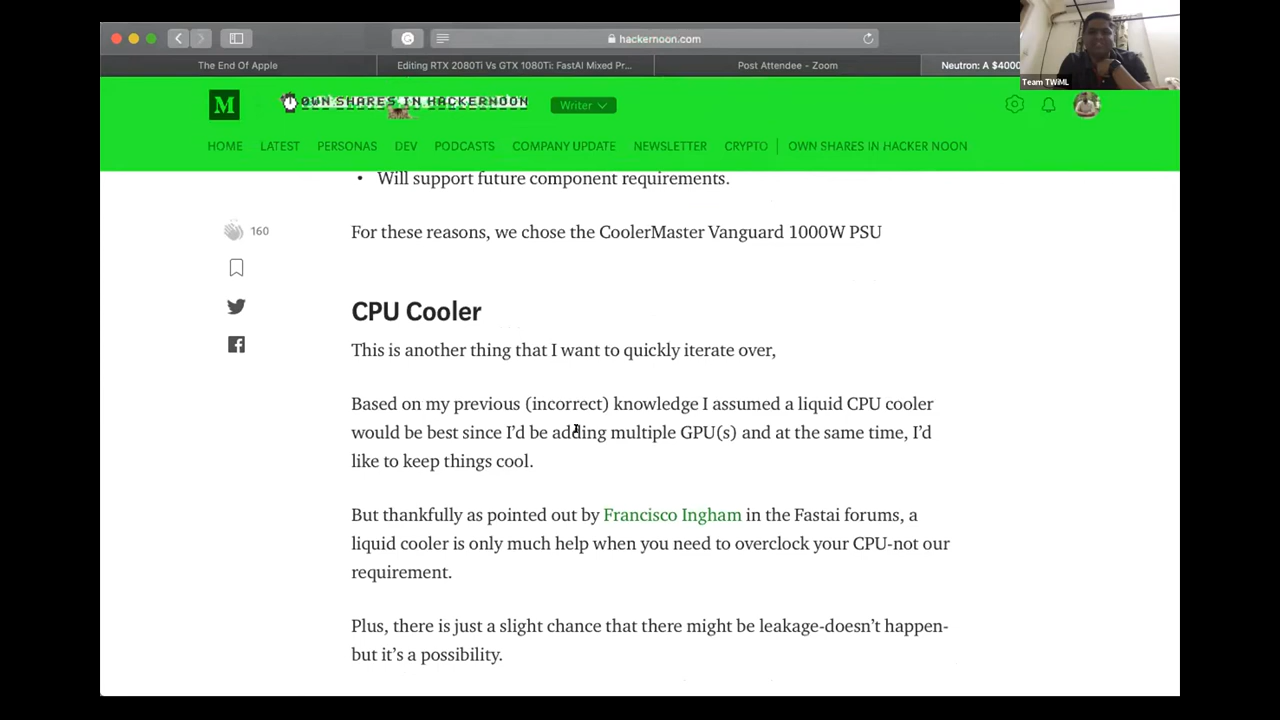 hackernoon.com
The End Of Apple
Editing RTX 2080Ti Vs GTX 1080Ti: FastAI Mixed Pr...
Post Attendee - Zoom
Neutron: A $4000
Team TWiML
M
OWN SHARES IN HACKERNOON
Writer
HOME LATEST PERSONAS DEV PODCASTS COMPANY UPDATE NEWSLETTER CRYPTO OWN SHARES IN HACKER NOON
• Will support future component requirements.
160
For these reasons, we chose the CoolerMaster Vanguard 1000W PSU
CPU Cooler
This is another thing that I want to quickly iterate over,
Based on my previous (incorrect) knowledge I assumed a liquid CPU cooler
would be best since I’d be adding multiple GPU(s) and at the same time, I’d
like to keep things cool.
But thankfully as pointed out by Francisco Ingham in the Fastai forums, a
liquid cooler is only much help when you need to overclock your CPU-not our
requirement.
Plus, there is just a slight chance that there might be leakage-doesn’t happen-
but it’s a possibility.